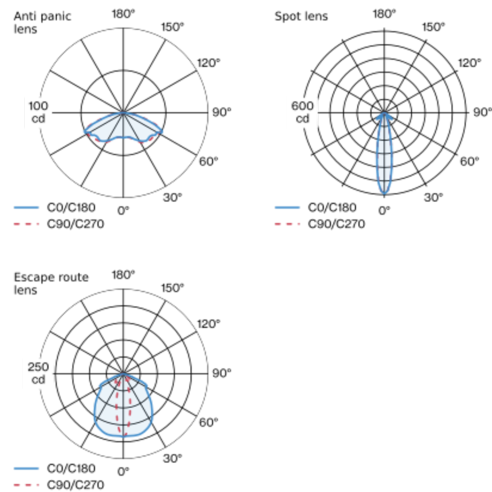 Anti panic
lens
180°
150°
120°
100
cd
90°
60°
30°
0°
C0/C180
C90/C270
Spot lens
180°
150°
120°
600
cd
90°
60°
30°
0°
C0/C180
C90/C270
Escape route
lens
180°
150°
120°
250
cd
90°
60°
30°
0°
C0/C180
C90/C270